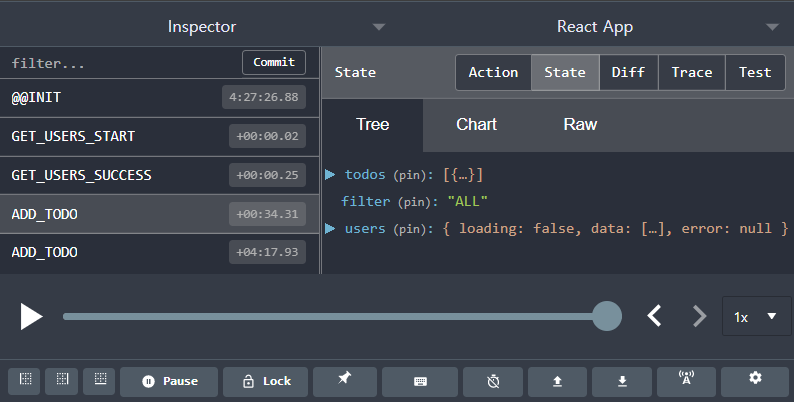 Inspector
React App
filter...
Commit
@@INIT
4:27:26.88
GET_USERS_START
+00:00.02
GET_USERS_SUCCESS
+00:00.25
ADD_TODO
+00:34.31
ADD_TODO
+04:17.93
State
Action
State
Diff
Trace
Test
Tree
Chart
Raw
todos (pin): [{…}]
filter (pin): "ALL"
users (pin): { loading: false, data: […], error: null }
1x
Pause
Lock